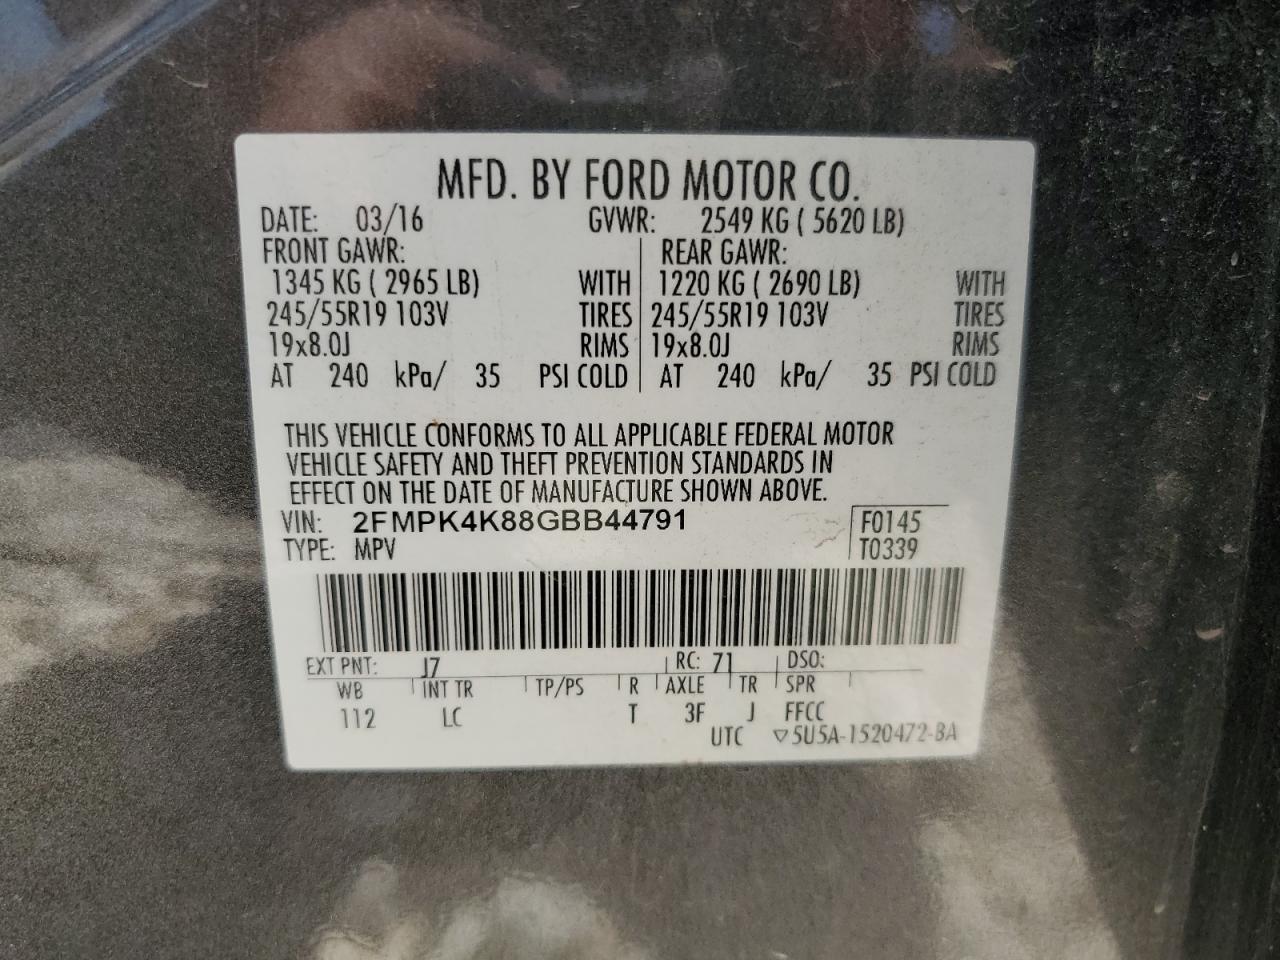 MFD. BY FORD MOTOR CO.
DATE: 03/16 GVWR: 2549 KG ( 5620 LB)
FRONT GAWR: REAR GAWR:
1345 KG ( 2965 LB) WITH 1220 KG ( 2690 LB) WITH
245/55R19 103V TIRES 245/55R19 103V TIRES
19x8.0J RIMS 19x8.0J RIMS
AT 240 kPa/ 35 PSI COLD AT 240 kPa/ 35 PSI COLD
THIS VEHICLE CONFORMS TO ALL APPLICABLE FEDERAL MOTOR
VEHICLE SAFETY AND THEFT PREVENTION STANDARDS IN
EFFECT ON THE DATE OF MANUFACTURE SHOWN ABOVE.
VIN: 2FMPK4K88GBB44791 F0145
TYPE: MPV T0339
EXT PNT: J7 RC: 71 DSO:
WB INT TR TP/PS R AXLE TR SPR
112 LC T 3F J FFCC
UTC ▽5U5A-1520472-BA